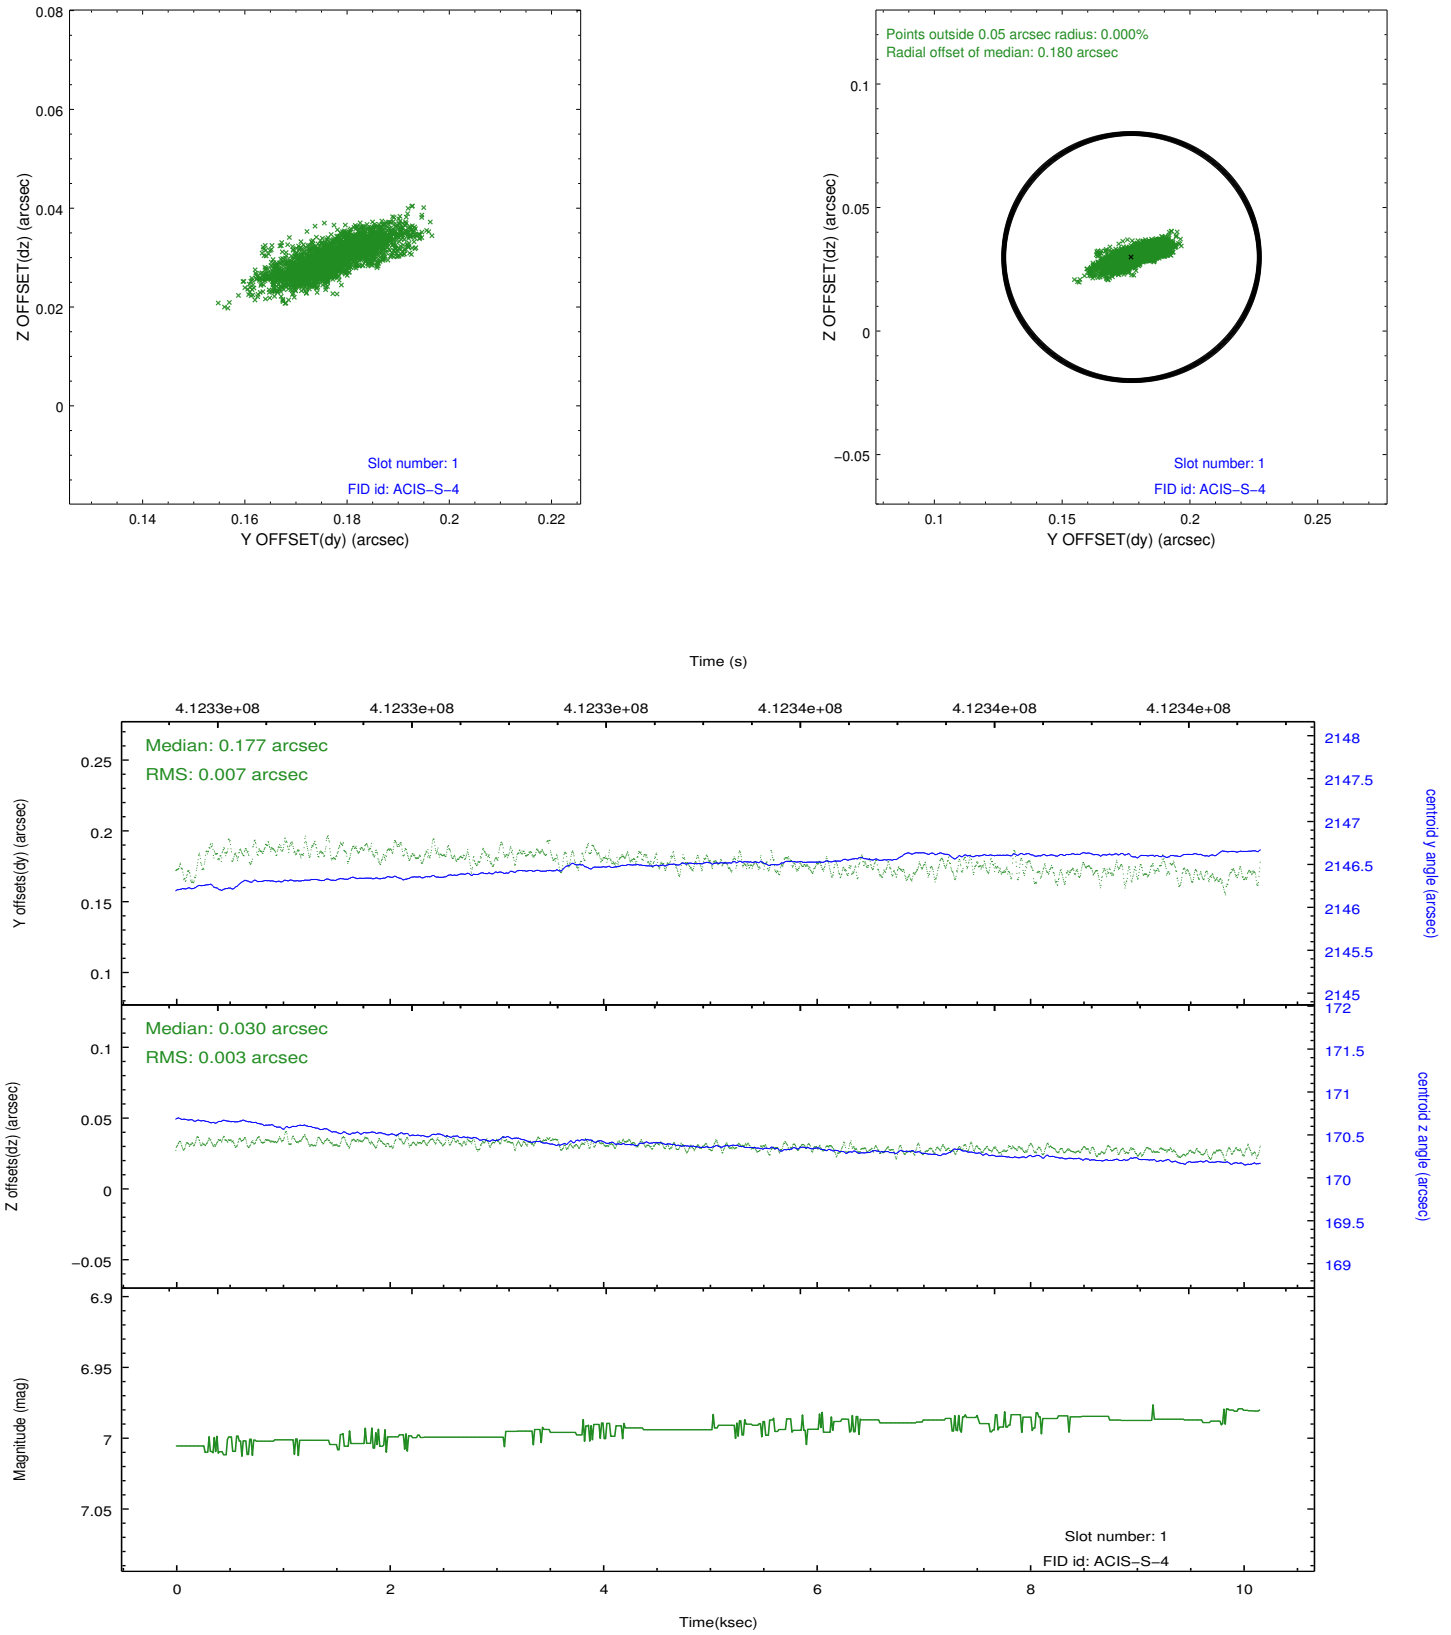 0.08
0.06
0.04
0.02
0
Z OFFSET(dz) (arcsec)
Slot number: 1
FID id: ACIS−S−4
0.14 0.16 0.18 0.2 0.22
Y OFFSET(dy) (arcsec)
Points outside 0.05 arcsec radius: 0.000%
Radial offset of median: 0.180 arcsec
0.1
0.05
0
−0.05
Z OFFSET(dz) (arcsec)
Slot number: 1
FID id: ACIS−S−4
0.1 0.15 0.2 0.25
Y OFFSET(dy) (arcsec)
Time (s)
4.1233e+08 4.1233e+08 4.1233e+08 4.1234e+08 4.1234e+08 4.1234e+08
Median: 0.177 arcsec
RMS: 0.007 arcsec
0.25
0.2
0.15
0.1
Y offsets(dy) (arcsec)
2148
2147.5
2147
2146.5
2146
2145.5
2145
centroid y angle (arcsec)
Median: 0.030 arcsec
RMS: 0.003 arcsec
0.1
0.05
0
−0.05
Z offsets(dz) (arcsec)
172
171.5
171
170.5
170
169.5
169
centroid z angle (arcsec)
6.9
6.95
7
7.05
Magnitude (mag)
Slot number: 1
FID id: ACIS−S−4
0 2 4 6 8 10
Time(ksec)